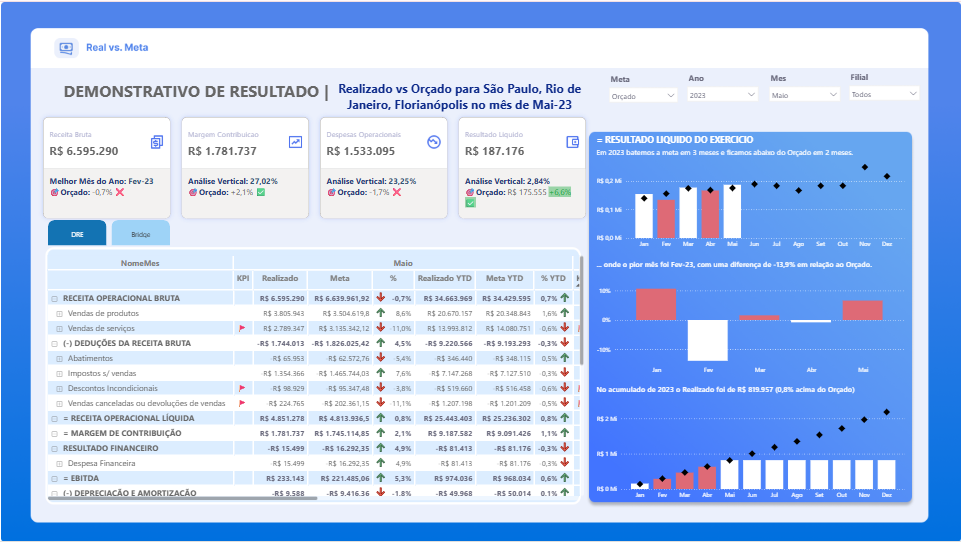 Real vs. Meta
DEMONSTRATIVO DE RESULTADO |
Realizado vs Orçado para São Paulo, Rio de
Janeiro, Florianópolis no mês de Mai-23
Meta
Orçado
Ano
2023
Mes
Maio
Filial
Todos
Receita Bruta
R$ 6.595.290
Melhor Mês do Ano: Fev-23
Orçado: -0,7%
Margem Contribuicao
R$ 1.781.737
Análise Vertical: 27,02%
Orçado: +2,1%
Despesas Operacionais
R$ 1.533.095
Análise Vertical: 23,25%
Orçado: -1,7%
Resultado Liquido
R$ 187.176
Análise Vertical: 2,84%
Orçado: R$ 175.555 +6,6%
DRE
Bridge
NomeMes Maio
KPI Realizado Meta % Realizado YTD Meta YTD % YTD
RECEITA OPERACIONAL BRUTA R$ 6.595.290 R$ 6.639.961,92 -0,7% R$ 34.663.969 R$ 34.429.595 0,7%
Vendas de produtos R$ 3.805.943 R$ 3.504.619,8 8,6% R$ 20.670.157 R$ 20.348.843 1,6%
Vendas de serviços R$ 2.789.347 R$ 3.135.342,12 -11,0% R$ 13.993.812 R$ 14.080.751 -0,6%
(-) DEDUÇÕES DA RECEITA BRUTA -R$ 1.744.013 -R$ 1.826.025,42 4,5% -R$ 9.220.566 -R$ 9.193.293 -0,3%
Abatimentos -R$ 65.953 -R$ 62.572,76 -5,4% -R$ 346.440 -R$ 348.115 0,5%
Impostos s/ vendas -R$ 1.354.366 -R$ 1.465.744,03 7,6% -R$ 7.147.268 -R$ 7.127.510 -0,3%
Descontos Incondicionais -R$ 98.929 -R$ 95.347,48 -3,8% -R$ 519.660 -R$ 516.458 -0,6%
Vendas canceladas ou devoluções de vendas -R$ 224.765 -R$ 202.361,15 -11,1% -R$ 1.207.198 -R$ 1.201.209 -0,5%
= RECEITA OPERACIONAL LÍQUIDA R$ 4.851.278 R$ 4.813.936,5 0,8% R$ 25.443.403 R$ 25.236.302 0,8%
= MARGEM DE CONTRIBUIÇÃO R$ 1.781.737 R$ 1.745.114,85 2,1% R$ 9.187.582 R$ 9.091.426 1,1%
RESULTADO FINANCEIRO -R$ 15.499 -R$ 16.292,35 4,9% -R$ 81.413 -R$ 81.176 -0,3%
Despesa Financeira -R$ 15.499 -R$ 16.292,35 4,9% -R$ 81.413 -R$ 81.176 -0,3%
= EBITDA R$ 233.143 R$ 221.485,06 5,3% R$ 974.036 R$ 968.034 0,6%
(-) DEPRECIAÇÃO E AMORTIZAÇÃO -R$ 9.588 -R$ 9.416,36 -1,8% -R$ 49.968 -R$ 50.014 0,1%
= RESULTADO LIQUIDO DO EXERCICIO
Em 2023 batemos a meta em 3 meses e ficamos abaixo do Orçado em 2 meses.
R$ 0,2 Mi
R$ 0,1 Mi
R$ 0,0 Mi
Jan Fev Mar Abr Mai Jun Jul Ago Set Out Nov Dez
... onde o pior mês foi Fev-23, com uma diferença de -13,9% em relação ao Orçado.
10%
0%
-10%
Jan Fev Mar Abr Mai
No acumulado de 2023 o Realizado foi de R$ 819.957 (0,8% acima do Orçado)
R$ 2 Mi
R$ 1 Mi
R$ 0 Mi
Jan Fev Mar Abr Mai Jun Jul Ago Set Out Nov Dez